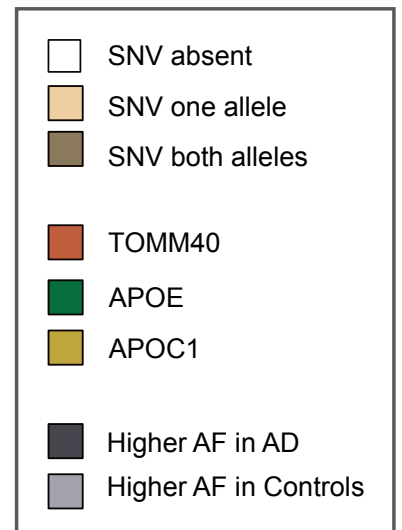 SNV absent
SNV one allele
SNV both alleles
TOMM40
APOE
APOC1
Higher AF in AD
Higher AF in Controls